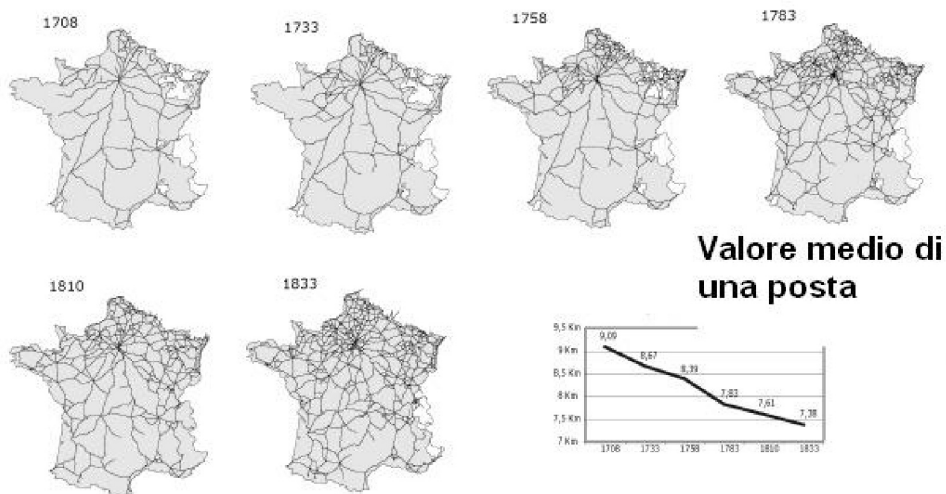 1708
1733
1758
1783
Valore medio di
una posta
1810
1833
9,5 Km
9 Km
8,5 Km
8 Km
7,5 Km
7 Km
9,09
8,67
8,39
7,83
7,61
7,38
1708 1733 1758 1783 1810 1833